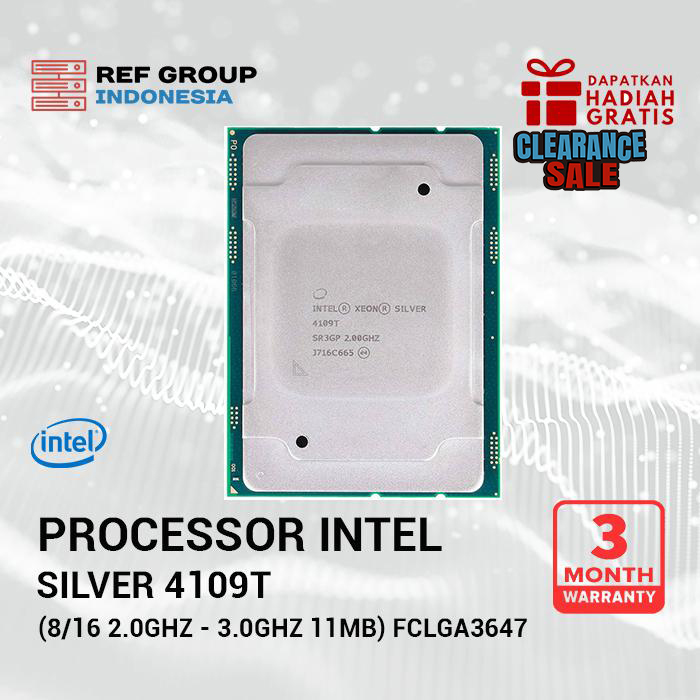 REF GROUP
INDONESIA
DAPATKAN
HADIAH
GRATIS
CLEARANCE
SALE
INTEL® XEON® SILVER
4109T
SR3GP 2.00GHZ
J716C665
intel
PROCESSOR INTEL
SILVER 4109T
(8/16 2.0GHZ - 3.0GHZ 11MB) FCLGA3647
3
MONTH
WARRANTY